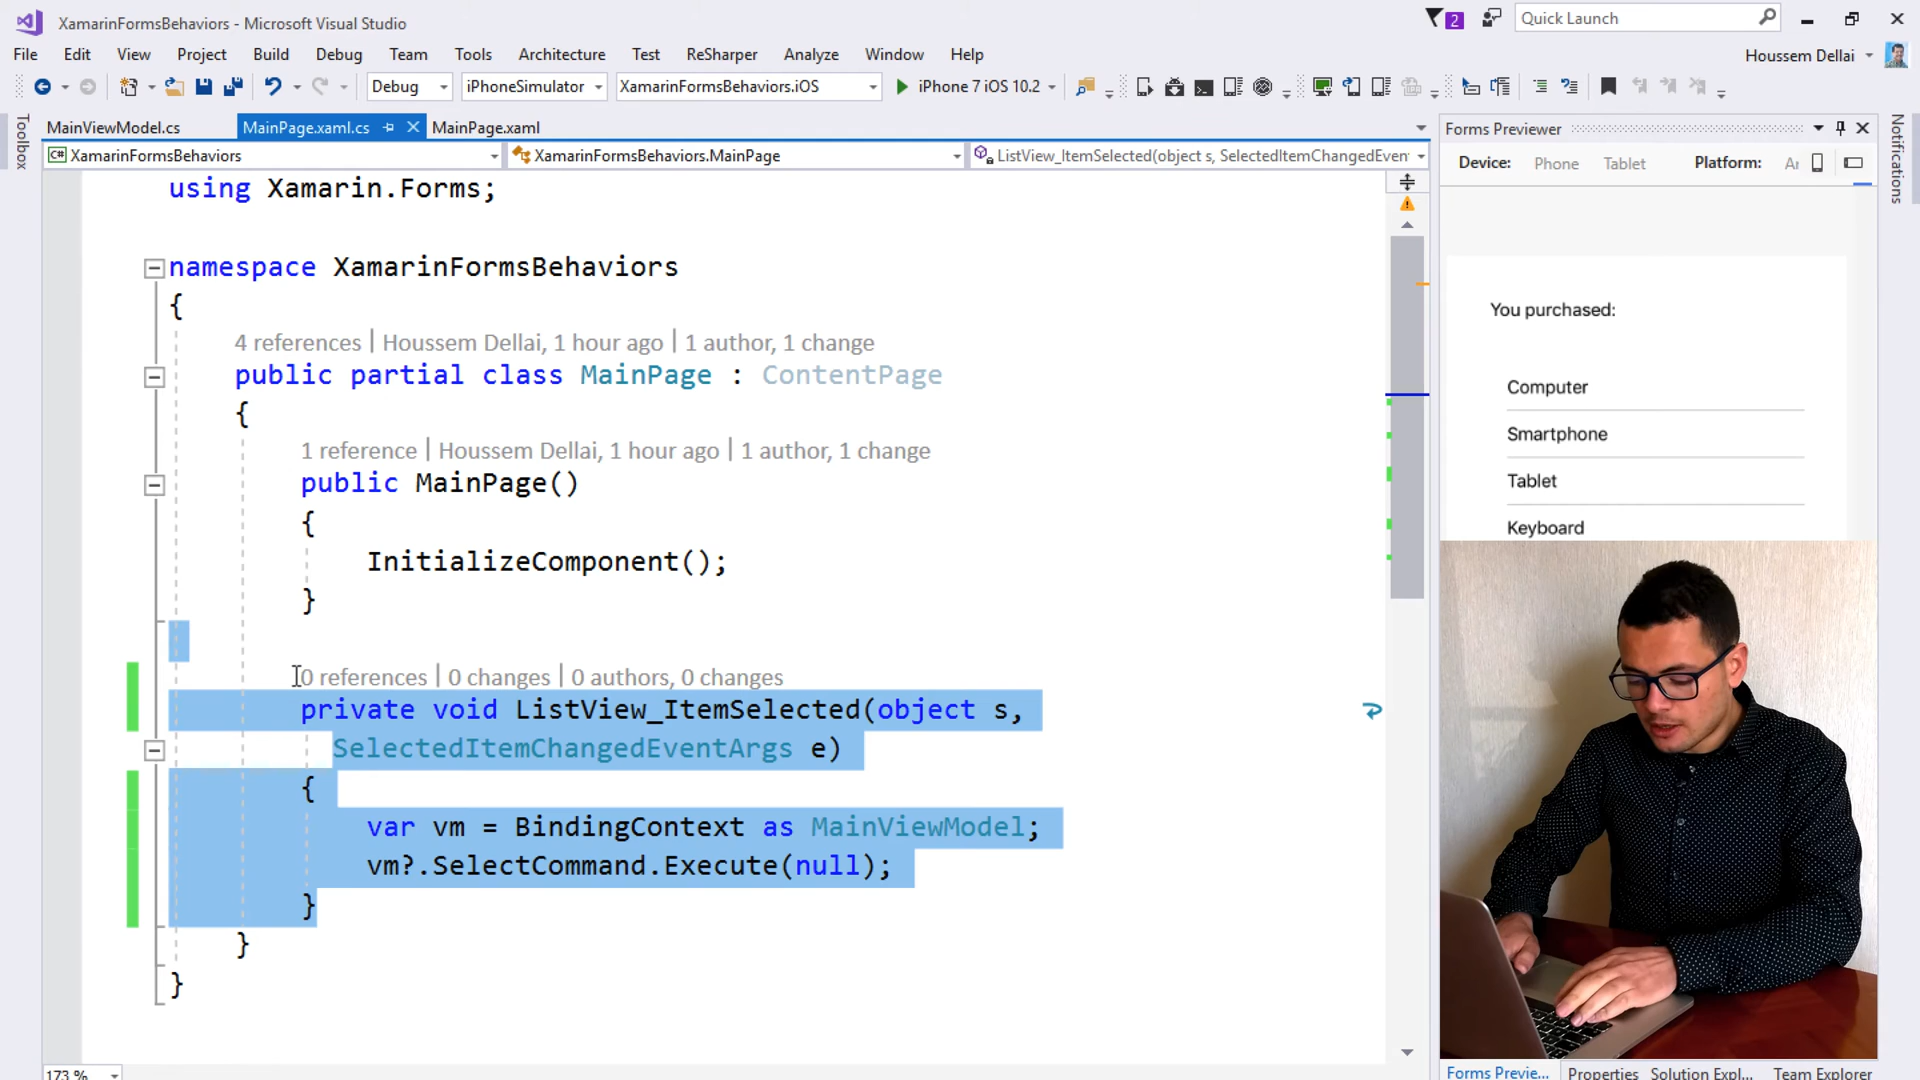 XamarinFormsBehaviors - Microsoft Visual Studio
2
Quick Launch
File Edit View Project Build Debug Team Tools Architecture Test ReSharper Analyze Window Help
Houssem Dellai
Debug iPhoneSimulator XamarinFormsBehaviors.iOS iPhone 7 iOS 10.2
Toolbox
MainViewModel.cs MainPage.xaml.cs MainPage.xaml
C# XamarinFormsBehaviors XamarinFormsBehaviors.MainPage ListView_ItemSelected(object s, SelectedItemChangedEvent
using Xamarin.Forms;
namespace XamarinFormsBehaviors
{
4 references | Houssem Dellai, 1 hour ago | 1 author, 1 change
public partial class MainPage : ContentPage
{
1 reference | Houssem Dellai, 1 hour ago | 1 author, 1 change
public MainPage()
{
InitializeComponent();
}
0 references | 0 changes | 0 authors, 0 changes
private void ListView_ItemSelected(object s,
SelectedItemChangedEventArgs e)
{
var vm = BindingContext as MainViewModel;
vm?.SelectCommand.Execute(null);
}
}
}
173 %
Forms Previewer
Device: Phone Tablet Platform: Ar
You purchased:
Computer
Smartphone
Tablet
Keyboard
Notifications
Forms Previe... Properties Solution Expl... Team Explorer